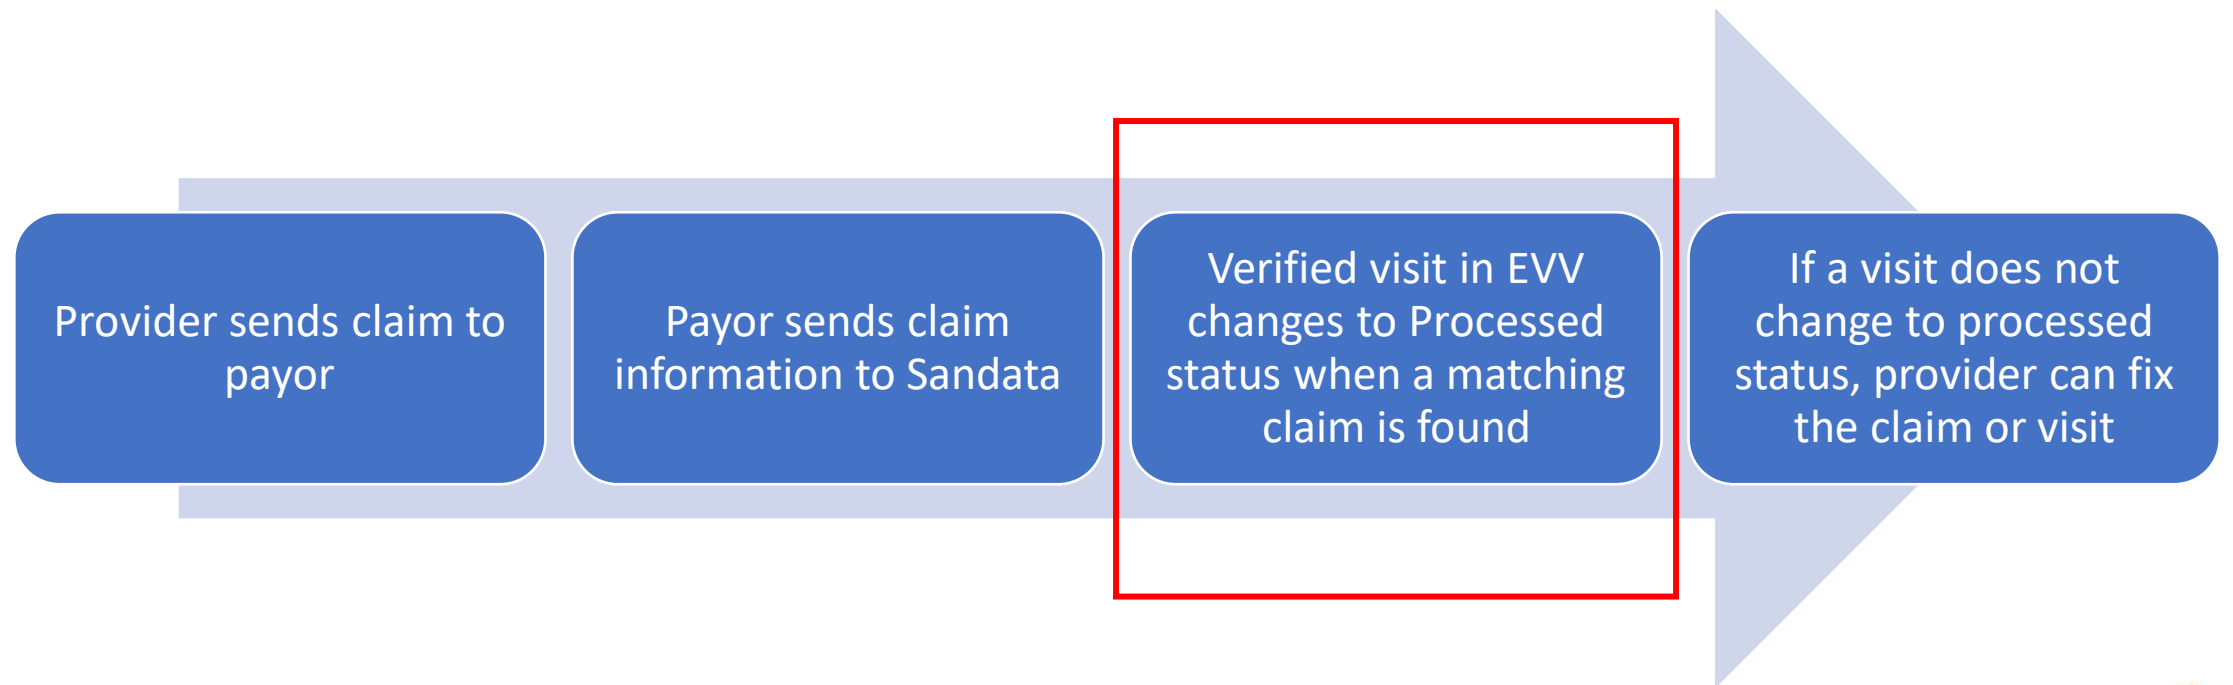 Provider sends claim to
payor
Payor sends claim
information to Sandata
Verified visit in EVV
changes to Processed
status when a matching
claim is found
If a visit does not
change to processed
status, provider can fix
the claim or visit